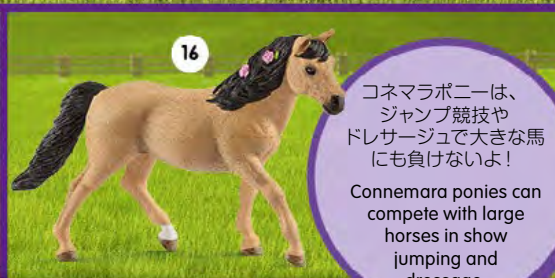 16
コネマラポニーは、
ジャンプ競技や
ドレサージュで大きな馬
にも負けないよ！
Connemara ponies can
compete with large
horses in show
jumping and
dressage